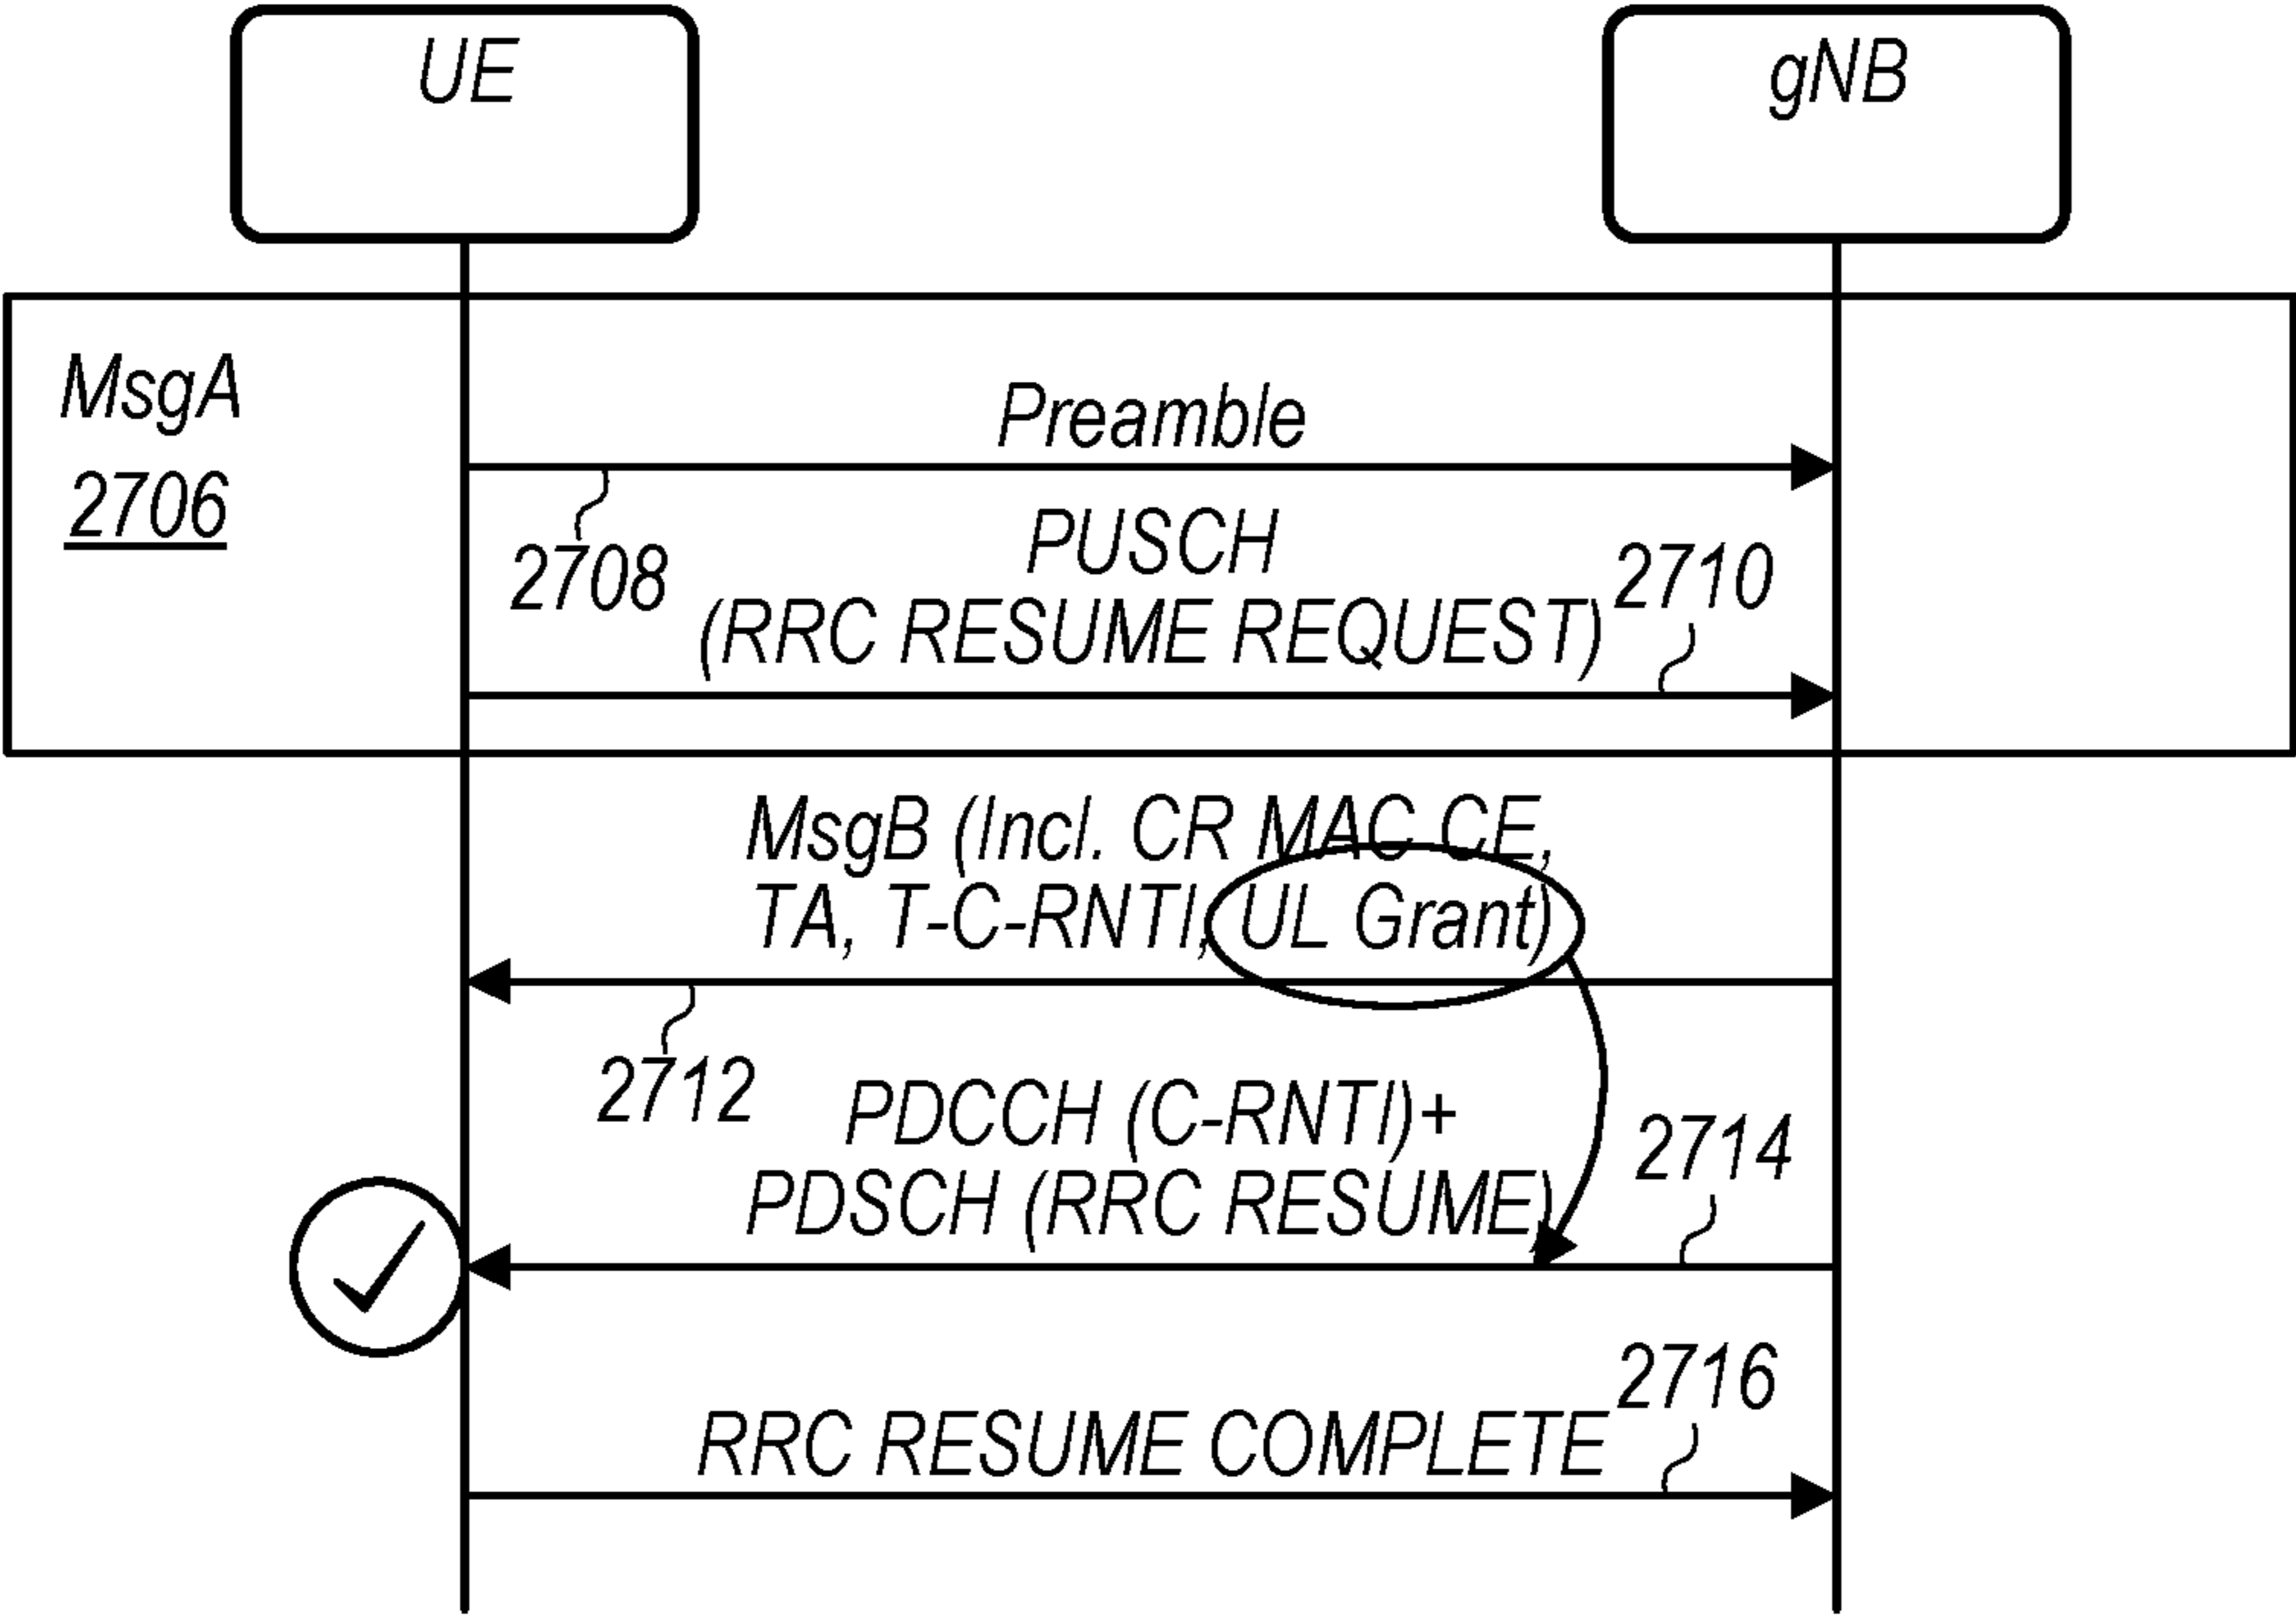 UE
gNB
MsgA
2706
Preamble
2708
PUSCH
(RRC RESUME REQUEST)
2710
MsgB (Incl. CR MAC CE,
TA, T-C-RNTI, UL Grant)
2712
PDCCH (C-RNTI)+
PDSCH (RRC RESUME)
2714
2716
RRC RESUME COMPLETE